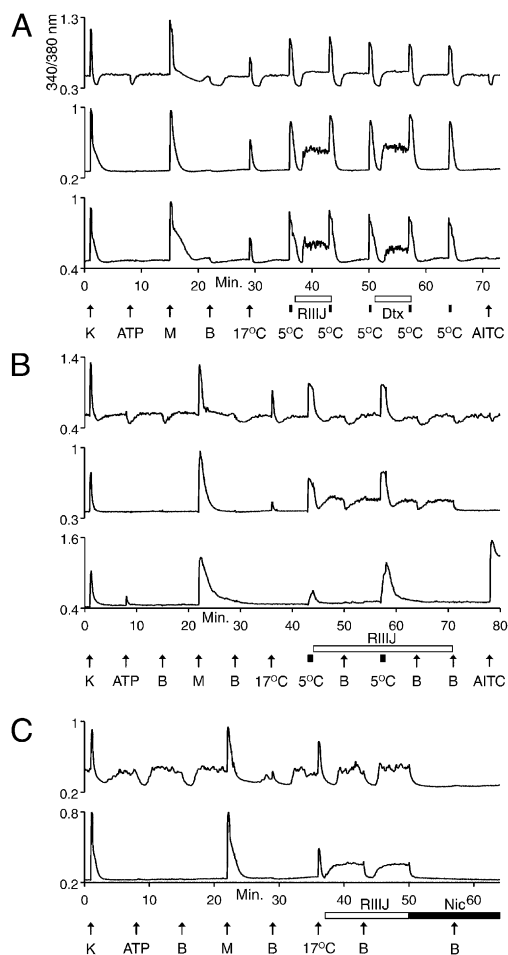 A
340/380 nm
1.3
0.3
1
0.2
1
0.4
0 10 20 Min. 30 40 50 60 70
RIIIJ Dtx
K ATP M B 17°C 5°C 5°C 5°C 5°C 5°C AITC
B
1.4
0.4
1
0.3
1.6
0.4
0 10 20 Min. 30 40 50 60 70 80
RIIIJ
K ATP B M B 17°C 5°C B 5°C B B AITC
C
1
0.2
0.8
0.2
0 10 20 Min. 30 40 50 60
RIIIJ Nic
K ATP B M B 17°C B B